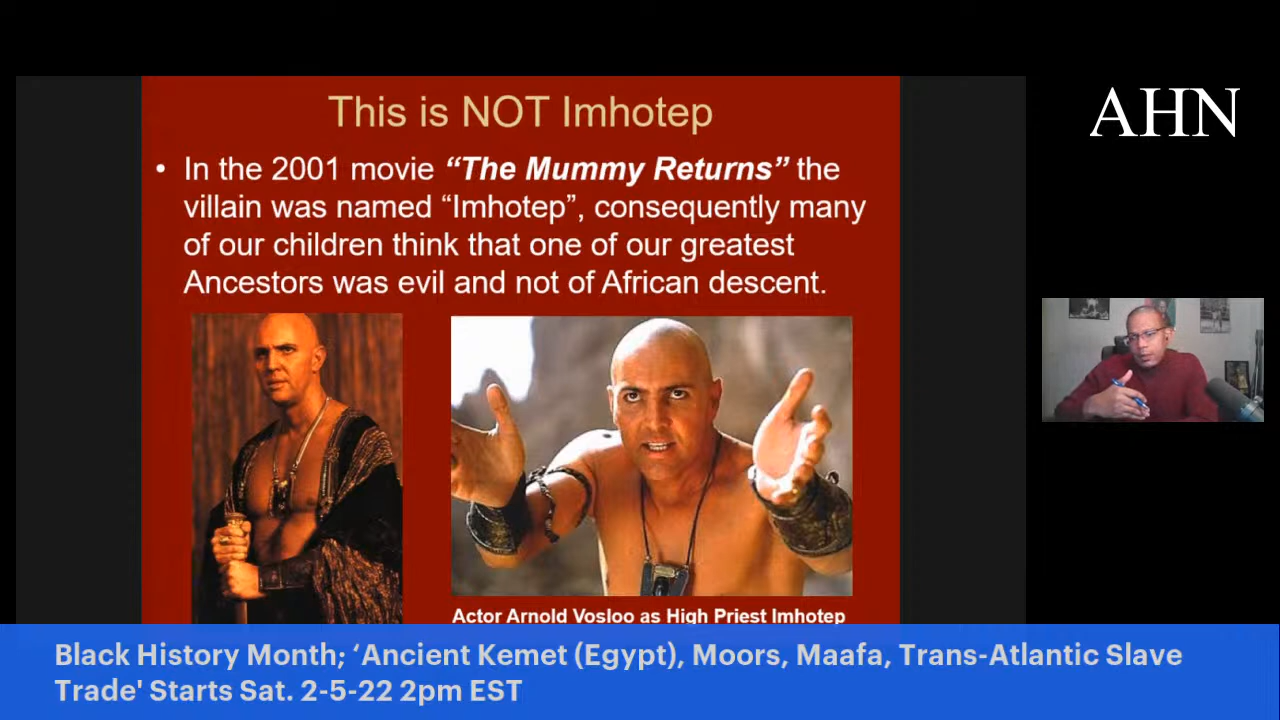 This is NOT Imhotep
AHN
• In the 2001 movie “The Mummy Returns” the
villain was named “Imhotep”, consequently many
of our children think that one of our greatest
Ancestors was evil and not of African descent.
Actor Arnold Vosloo as High Priest Imhotep
Black History Month; ‘Ancient Kemet (Egypt), Moors, Maafa, Trans-Atlantic Slave
Trade' Starts Sat. 2-5-22 2pm EST